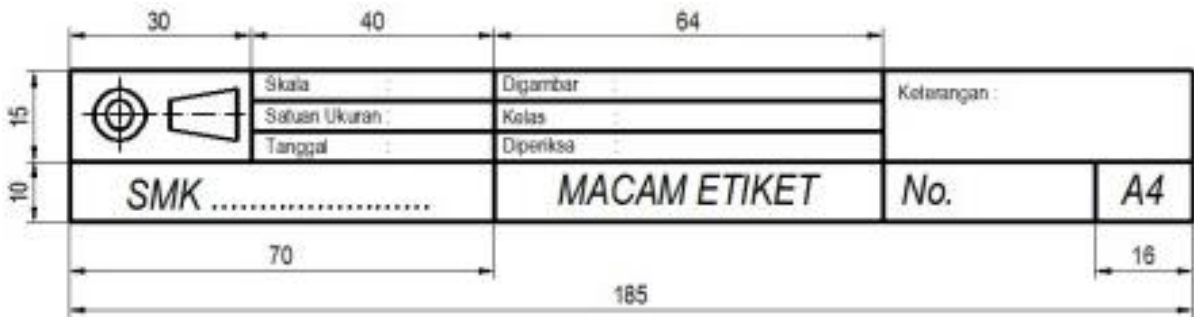 30 40 64
15
Skala : Digambar : Keterangan :
Satuan Ukuran : Kelas :
Tanggal : Diperiksa :
10
SMK ...................... MACAM ETIKET No. A4
70 16
185